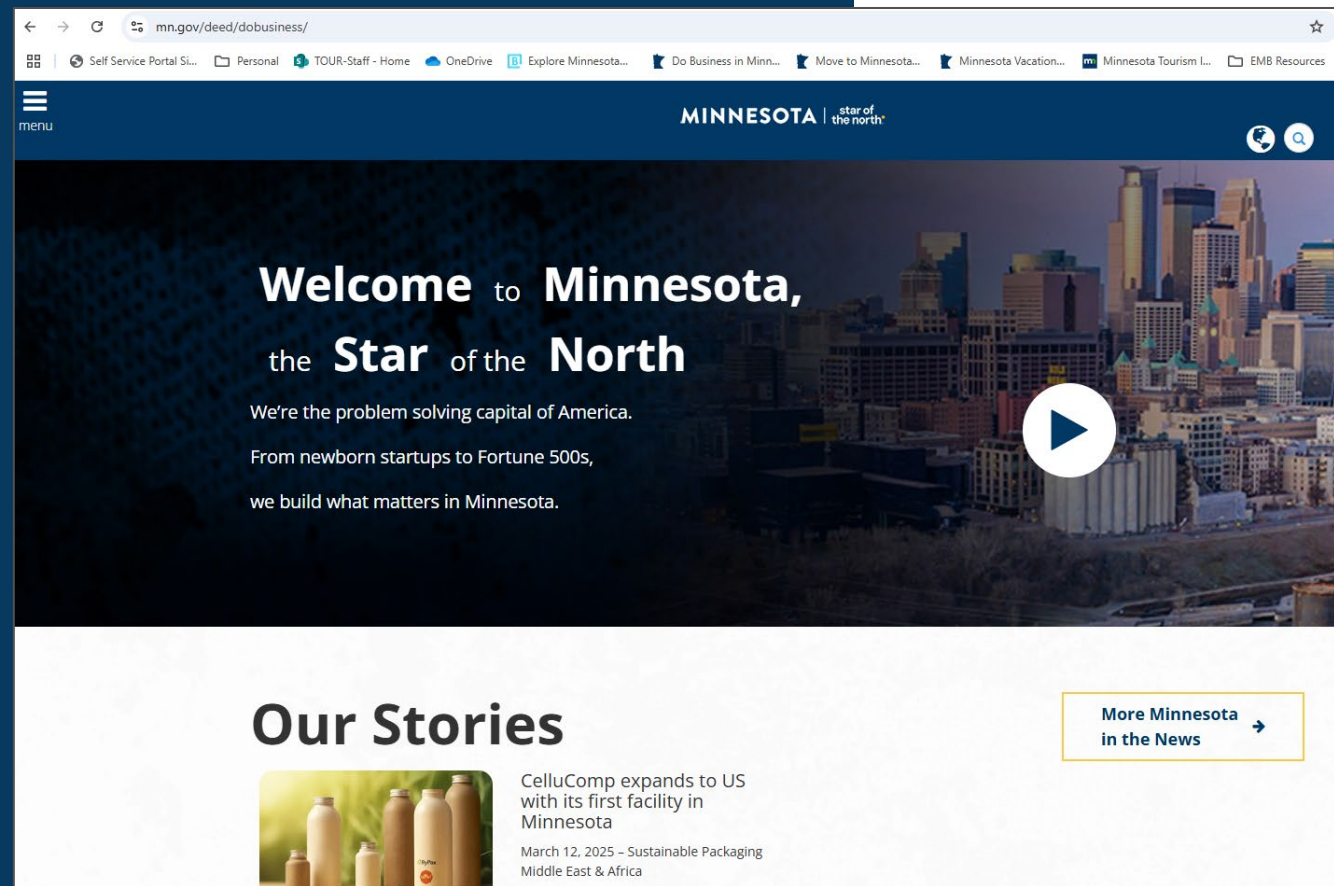 mn.gov/deed/dobusiness/
Self Service Portal Si... Personal TOUR-Staff - Home OneDrive Explore Minnesota... Do Business in Minn... Move to Minnesota... Minnesota Vacation... Minnesota Tourism I... EMB Resources
menu
MINNESOTA | star of
the north
Welcome to Minnesota,
the Star of the North
We’re the problem solving capital of America.
From newborn startups to Fortune 500s,
we build what matters in Minnesota.
Our Stories
More Minnesota
in the News
CelluComp expands to US
with its first facility in
Minnesota
March 12, 2025 – Sustainable Packaging
Middle East & Africa